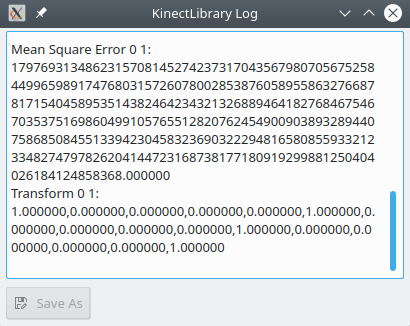 KinectLibrary Log
Mean Square Error 0 1:
17976931348623157081452742373170435679807056752584
49965989174768031572607800285387605895586327668781
71540458953514382464234321326889464182768467546703
53751698604991057655128207624549009038932894407586
85084551339423045832369032229481658085593321233482
74797826204144723168738177180919299881250404026184
124858368.000000
Transform 0 1:
1.000000,0.000000,0.000000,0.000000,0.000000,1.000000,0.
000000,0.000000,0.000000,0.000000,1.000000,0.000000,0.0
00000,0.000000,0.000000,1.000000
Save As